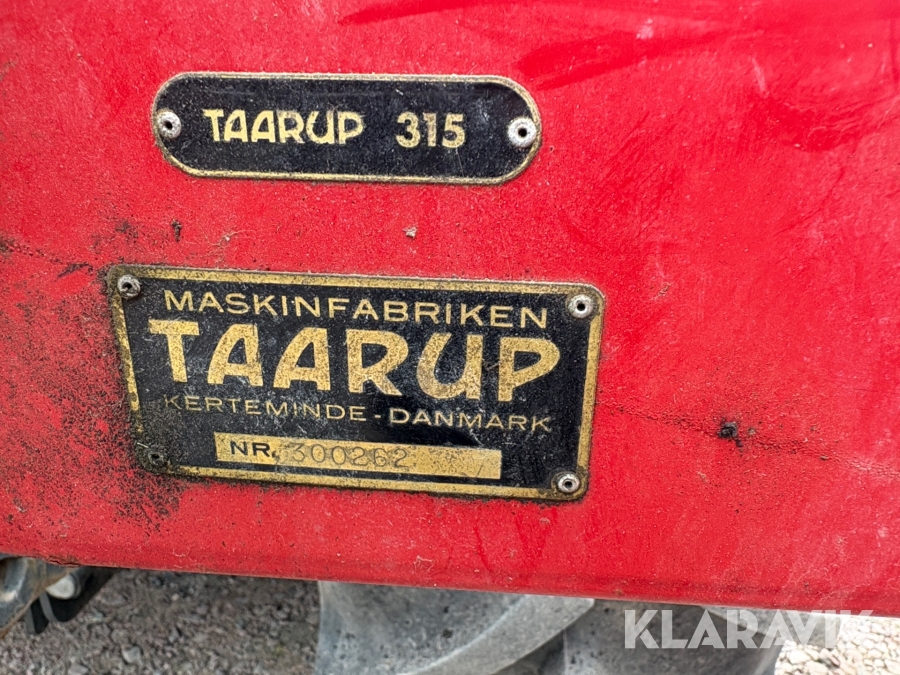 TAARUP 315
MASKINFABRIKEN
TAARUP
KERTEMINDE - DANMARK
NR. 300262
KLARAVIK